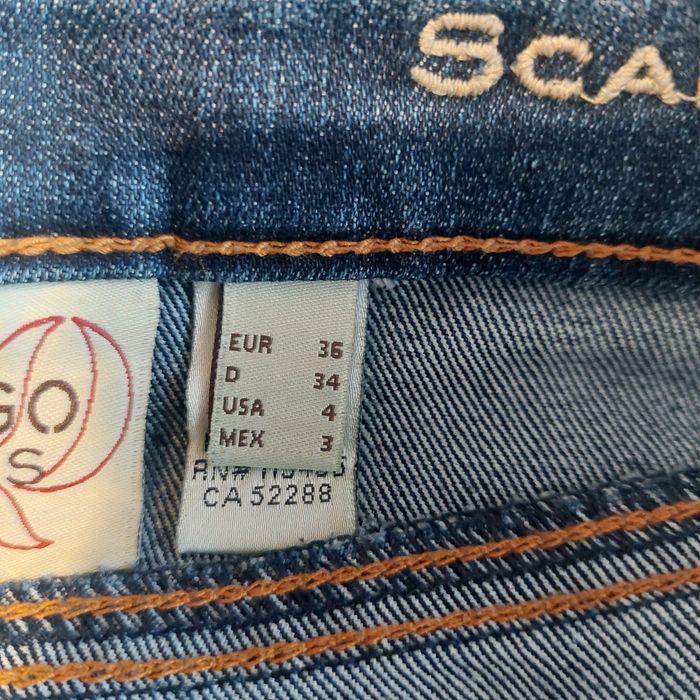 SCA
GO
S
EUR 36
D 34
USA 4
MEX 3
CA 52288